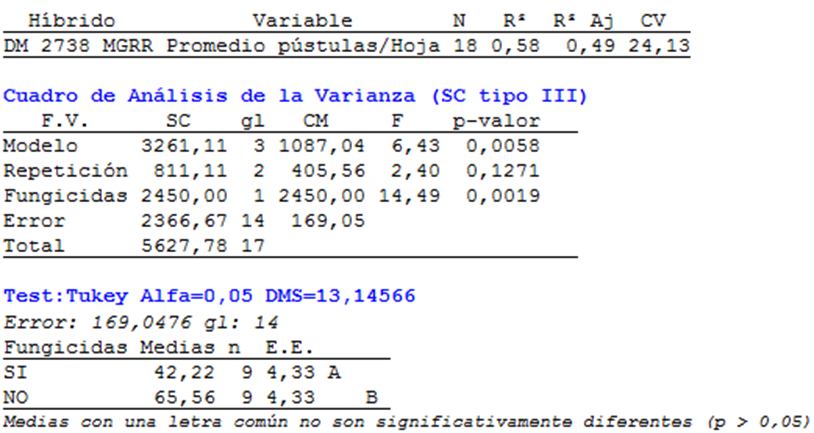 Híbrido Variable N R² R² Aj CV
DM 2738 MGRR Promedio pústulas/Hoja 18 0,58 0,49 24,13
Cuadro de Análisis de la Varianza (SC tipo III)
F.V. SC gl CM F p-valor
Modelo 3261,11 3 1087,04 6,43 0,0058
Repetición 811,11 2 405,56 2,40 0,1271
Fungicidas 2450,00 1 2450,00 14,49 0,0019
Error 2366,67 14 169,05
Total 5627,78 17
Test:Tukey Alfa=0,05 DMS=13,14566
Error: 169,0476 gl: 14
Fungicidas Medias n E.E.
SI 42,22 9 4,33 A
NO 65,56 9 4,33 B
Medias con una letra común no son significativamente diferentes (p > 0,05)